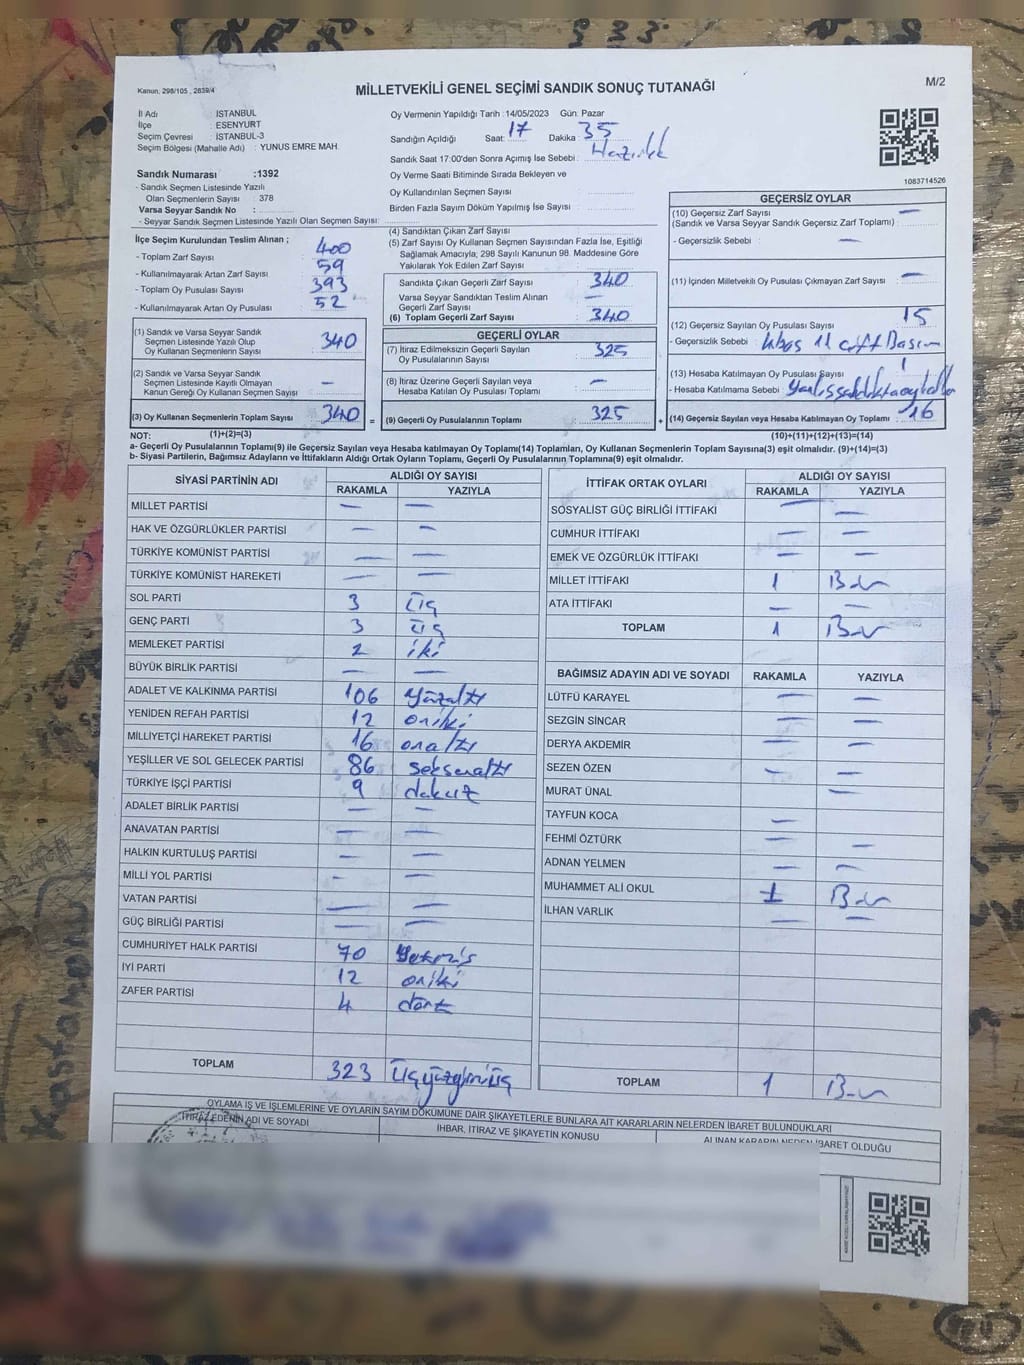 Kanun, 298/105 , 2839/4
MİLLETVEKİLİ GENEL SEÇİMİ SANDIK SONUÇ TUTANAĞI
M/2
İl Adı : İSTANBUL
İlçe : ESENYURT
Seçim Çevresi : İSTANBUL-3
Seçim Bölgesi (Mahalle Adı) : YUNUS EMRE MAH.
Sandık Numarası :1392
- Sandık Seçmen Listesinde Yazılı
Olan Seçmenlerin Sayısı : 378
Varsa Seyyar Sandık No :
- Seyyar Sandık Seçmen Listesinde Yazılı Olan Seçmen Sayısı:
Oy Vermenin Yapıldığı Tarih :14/05/2023 Gün: Pazar
Sandığın Açıldığı Saat: 17 Dakika: 35
Sandık Saat 17:00'den Sonra Açımış İse Sebebi :
Oy Verme Saati Bitiminde Sırada Bekleyen ve
Oy Kullandırılan Seçmen Sayısı
Birden Fazla Sayım Döküm Yapılmış İse Sayısı
1083714526
İlçe Seçim Kurulundan Teslim Alınan ;
- Toplam Zarf Sayısı : 400
- Kullanılmayarak Artan Zarf Sayısı : 59
- Toplam Oy Pusulası Sayısı : 393
- Kullanılmayarak Artan Oy Pusulası : 52
(4) Sandıktan Çıkan Zarf Sayısı
(5) Zarf Sayısı Oy Kullanan Seçmen Sayısından Fazla İse, Eşitliği
Sağlamak Amacıyla; 298 Sayılı Kanunun 98. Maddesine Göre
Yakılarak Yok Edilen Zarf Sayısı
Sandıkta Çıkan Geçerli Zarf Sayısı : 340
Varsa Seyyar Sandıktan Teslim Alınan
Geçerli Zarf Sayısı : —
(6) Toplam Geçerli Zarf Sayısı : 340
GEÇERSİZ OYLAR
(10) Geçersiz Zarf Sayısı —
(Sandık ve Varsa Seyyar Sandık Geçersiz Zarf Toplamı) :
- Geçersizlik Sebebi : —
(11) İçinden Milletvekili Oy Pusulası Çıkmayan Zarf Sayısı : —
(12) Geçersiz Sayılan Oy Pusulası Sayısı : 15
- Geçersizlik Sebebi :
(13) Hesaba Katılmayan Oy Pusulası Sayısı : 1
- Hesaba Katılmama Sebebi :
(14) Geçersiz Sayılan veya Hesaba Katılmayan Oy Toplamı 16
(10)+(11)+(12)+(13)=(14)
(1) Sandık ve Varsa Seyyar Sandık
Seçmen Listesinde Yazılı Olup
Oy Kullanan Seçmenlerin Sayısı 340
(2) Sandık ve Varsa Seyyar Sandık
Seçmen Listesinde Kayıtlı Olmayan
Kanun Gereği Oy Kullanan Seçmen Sayısı —
(3) Oy Kullanan Seçmenlerin Toplam Sayısı 340
(1)+(2)=(3)
GEÇERLİ OYLAR
(7) İtiraz Edilmeksizin Geçerli Sayılan
Oy Pusulasının Sayısı : 325
(8) İtiraz Üzerine Geçerli Sayılan veya
Hesaba Katılan Oy Pusulası Toplamı : —
= (9) Geçerli Oy Pusulalarının Toplamı : 325 +
NOT:
a- Geçerli Oy Pusulalarının Toplamı(9) ile Geçersiz Sayılan veya Hesaba katılmayan Oy Toplamı(14) Toplamları, Oy Kullanan Seçmenlerin Toplam Sayısına(3) eşit olmalıdır. (9)+(14)=(3)
b- Siyasi Partilerin, Bağımsız Adayların ve İttifakların Aldığı Ortak Oyların Toplamı, Geçerli Oy Pusulalarının Toplamına(9) eşit olmalıdır.
SİYASİ PARTİNİN ADI ALDIĞI OY SAYISI
RAKAMLA YAZIYLA
MİLLET PARTİSİ — —
HAK VE ÖZGÜRLÜKLER PARTİSİ — —
TÜRKİYE KOMÜNİST PARTİSİ — —
TÜRKİYE KOMÜNİST HAREKETİ — —
SOL PARTİ 3 üç
GENÇ PARTİ 3 üç
MEMLEKET PARTİSİ 2 iki
BÜYÜK BİRLİK PARTİSİ — —
ADALET VE KALKINMA PARTİSİ 106 yüzaltı
YENİDEN REFAH PARTİSİ 12 oniki
MİLLİYETÇİ HAREKET PARTİSİ 16 onaltı
YEŞİLLER VE SOL GELECEK PARTİSİ 86 seksenaltı
TÜRKİYE İŞÇİ PARTİSİ 9 dokuz
ADALET BİRLİK PARTİSİ — —
ANAVATAN PARTİSİ — —
HALKIN KURTULUŞ PARTİSİ — —
MİLLİ YOL PARTİSİ — —
VATAN PARTİSİ — —
GÜÇ BİRLİĞİ PARTİSİ — —
CUMHURİYET HALK PARTİSİ 70
İYİ PARTİ 12 oniki
ZAFER PARTİSİ 4 dört
TOPLAM 323 üçyüzyirmiüç
İTTİFAK ORTAK OYLARI ALDIĞI OY SAYISI
RAKAMLA YAZIYLA
SOSYALİST GÜÇ BİRLİĞİ İTTİFAKI — —
CUMHUR İTTİFAKI — —
EMEK VE ÖZGÜRLÜK İTTİFAKI — —
MİLLET İTTİFAKI 1 Bir
ATA İTTİFAKI — —
TOPLAM 1 Bir
BAĞIMSIZ ADAYIN ADI VE SOYADI RAKAMLA YAZIYLA
LÜTFÜ KARAYEL — —
SEZGİN SİNCAR — —
DERYA AKDEMİR — —
SEZEN ÖZEN — —
MURAT ÜNAL —
TAYFUN KOCA —
FEHMİ ÖZTÜRK — —
ADNAN YELMEN — —
MUHAMMET ALİ OKUL 1 Bir
İLHAN VARLIK — —
TOPLAM 1 Bir
OYLAMA İŞ VE İŞLEMLERİNE VE OYLARIN SAYIM DÖKÜMÜNE DAİR ŞİKAYETLERLE BUNLARA AİT KARARLARIN NELERDEN İBARET BULUNDUKLARI
İTİRAZ EDENİN ADI VE SOYADI
İHBAR, İTİRAZ VE ŞİKAYETİN KONUSU
ALINAN KARARIN NEDEN İBARET OLDUĞU